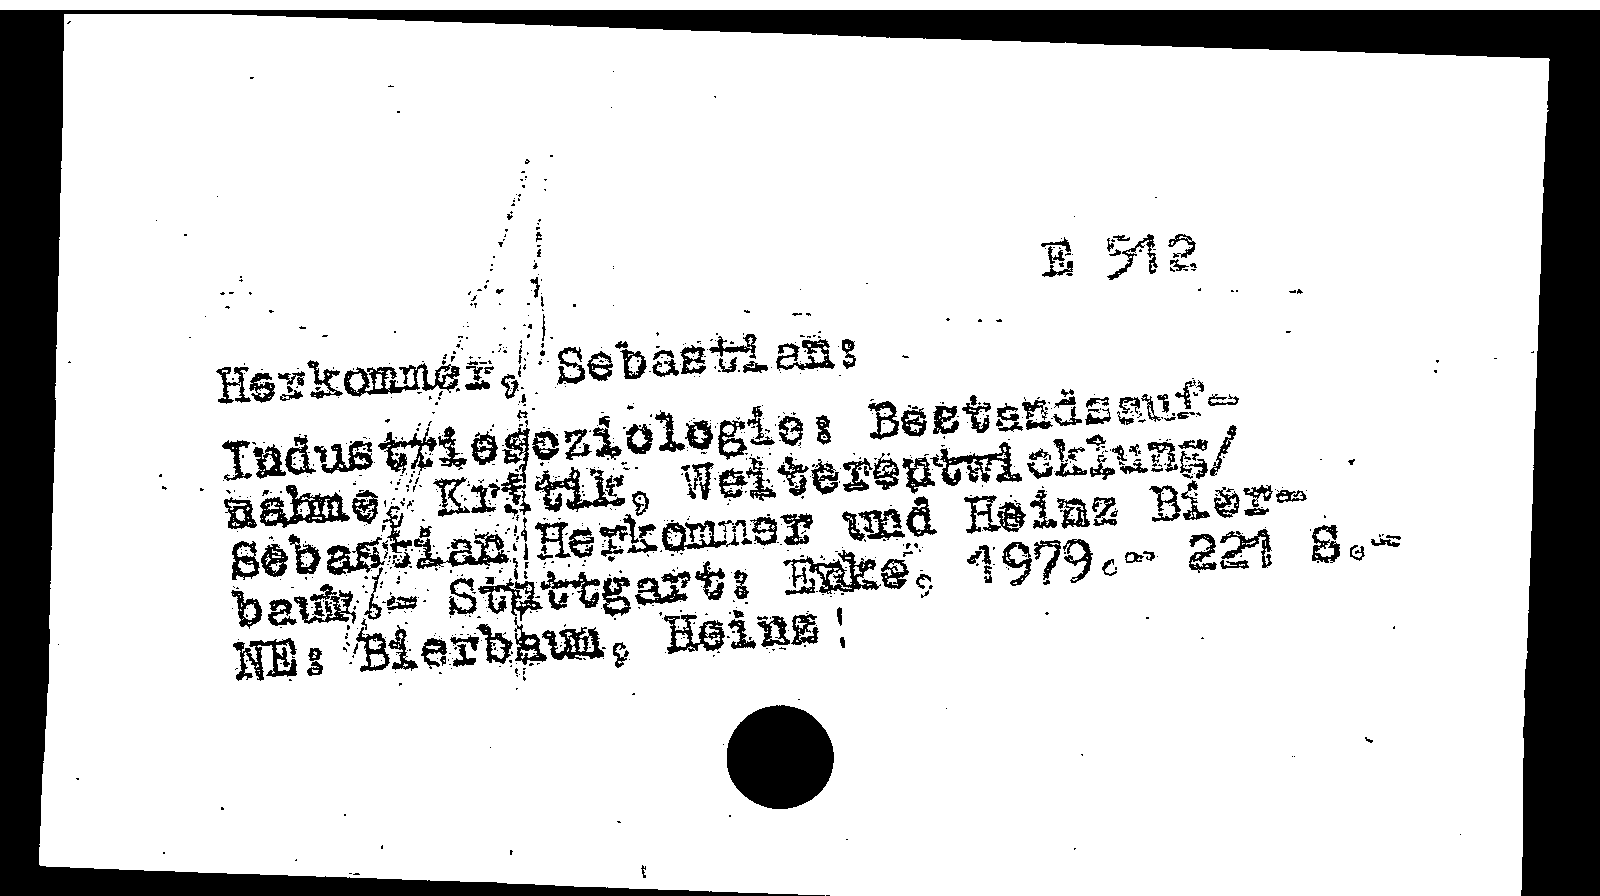 E 512
Herkommer, Sebastian:
Industriesoziologie: Bestandsauf-
nahme, Kritik, Weiterentwicklung/
Sebastian Herkommer und Heinz Bier-
baum.- Stuttgart: Enke, 1979.- 221 S.-
NE: Bierbaum, Heinz!